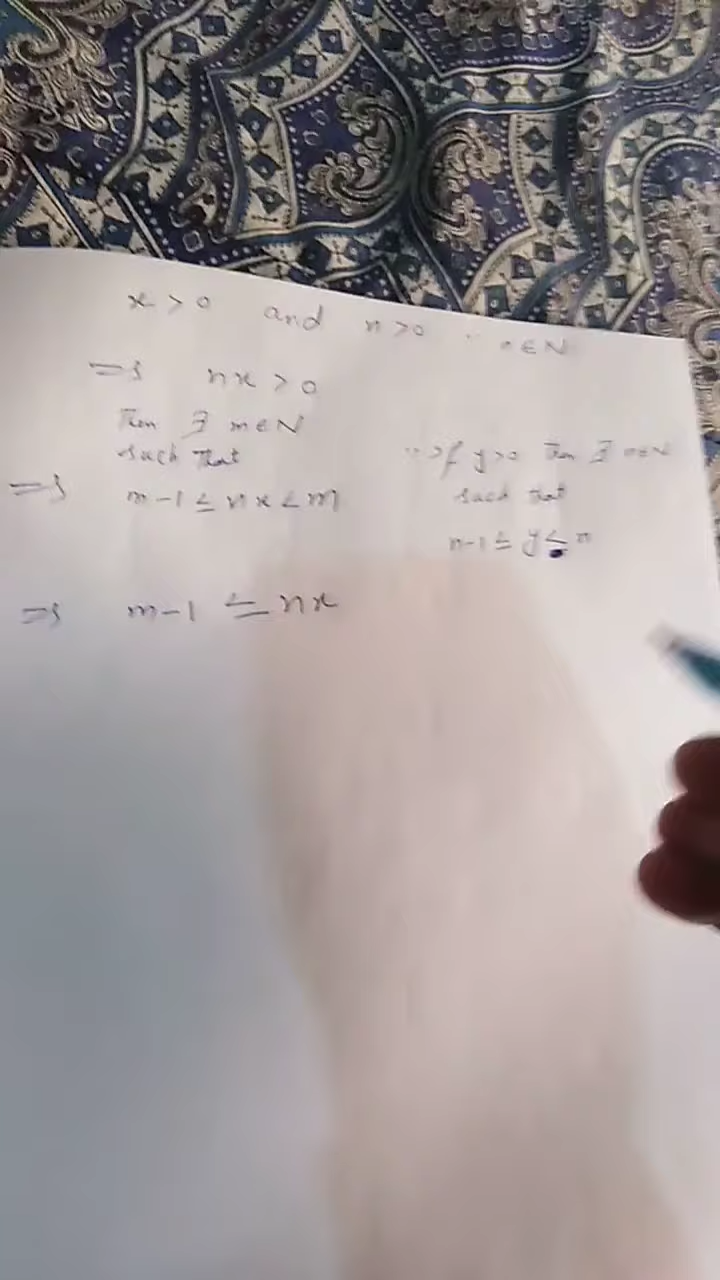 x > 0 and n > 0 ∵ n ∈ N
⇒ nx > 0
Then ∃ m ∈ N
such that
⇒ m-1 ≤ nx < m
∵ If y>0 Then ∃ n∈N
such that
n-1 ≤ y ≤ n
⇒ m-1 ≤ nx